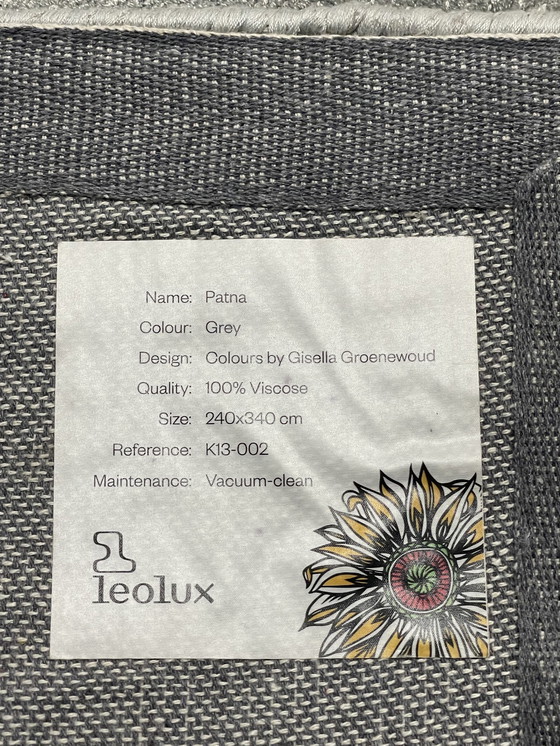 Name: Patna
Colour: Grey
Design: Colours by Gisella Groenewoud
Quality: 100% Viscose
Size: 240x340 cm
Reference: K13-002
Maintenance: Vacuum-clean
leolux